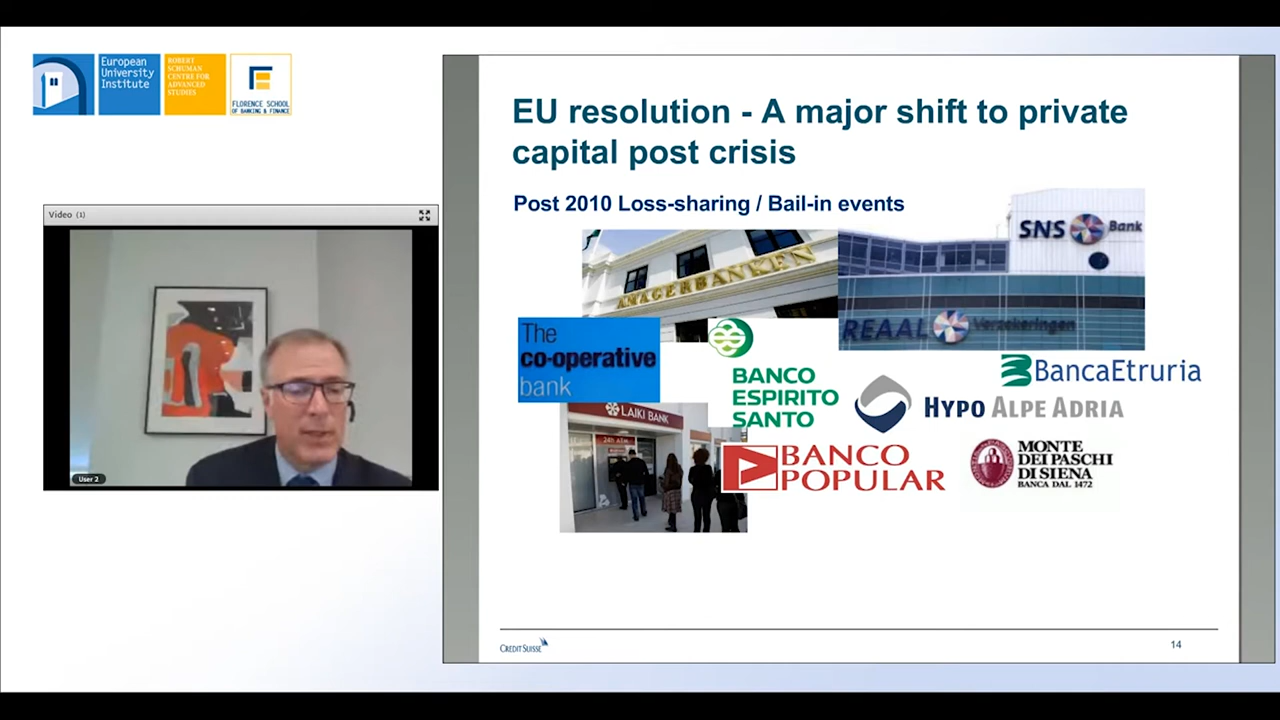 European
University
Institute
ROBERT
SCHUMAN
CENTRE FOR
ADVANCED
STUDIES
FLORENCE SCHOOL
OF BANKING & FINANCE
Video (1)
User 2
EU resolution - A major shift to private
capital post crisis
Post 2010 Loss-sharing / Bail-in events
AMAGERBANKEN
SNS Bank
REAAL Verzekeringen
The
co-operative
bank
BANCO
ESPIRITO
SANTO
BancaEtruria
HYPO ALPE ADRIA
LAIKI BANK
24h ATM
BANCO
POPULAR
MONTE
DEI PASCHI
DI SIENA
BANCA DAL 1472
CREDIT SUISSE
14